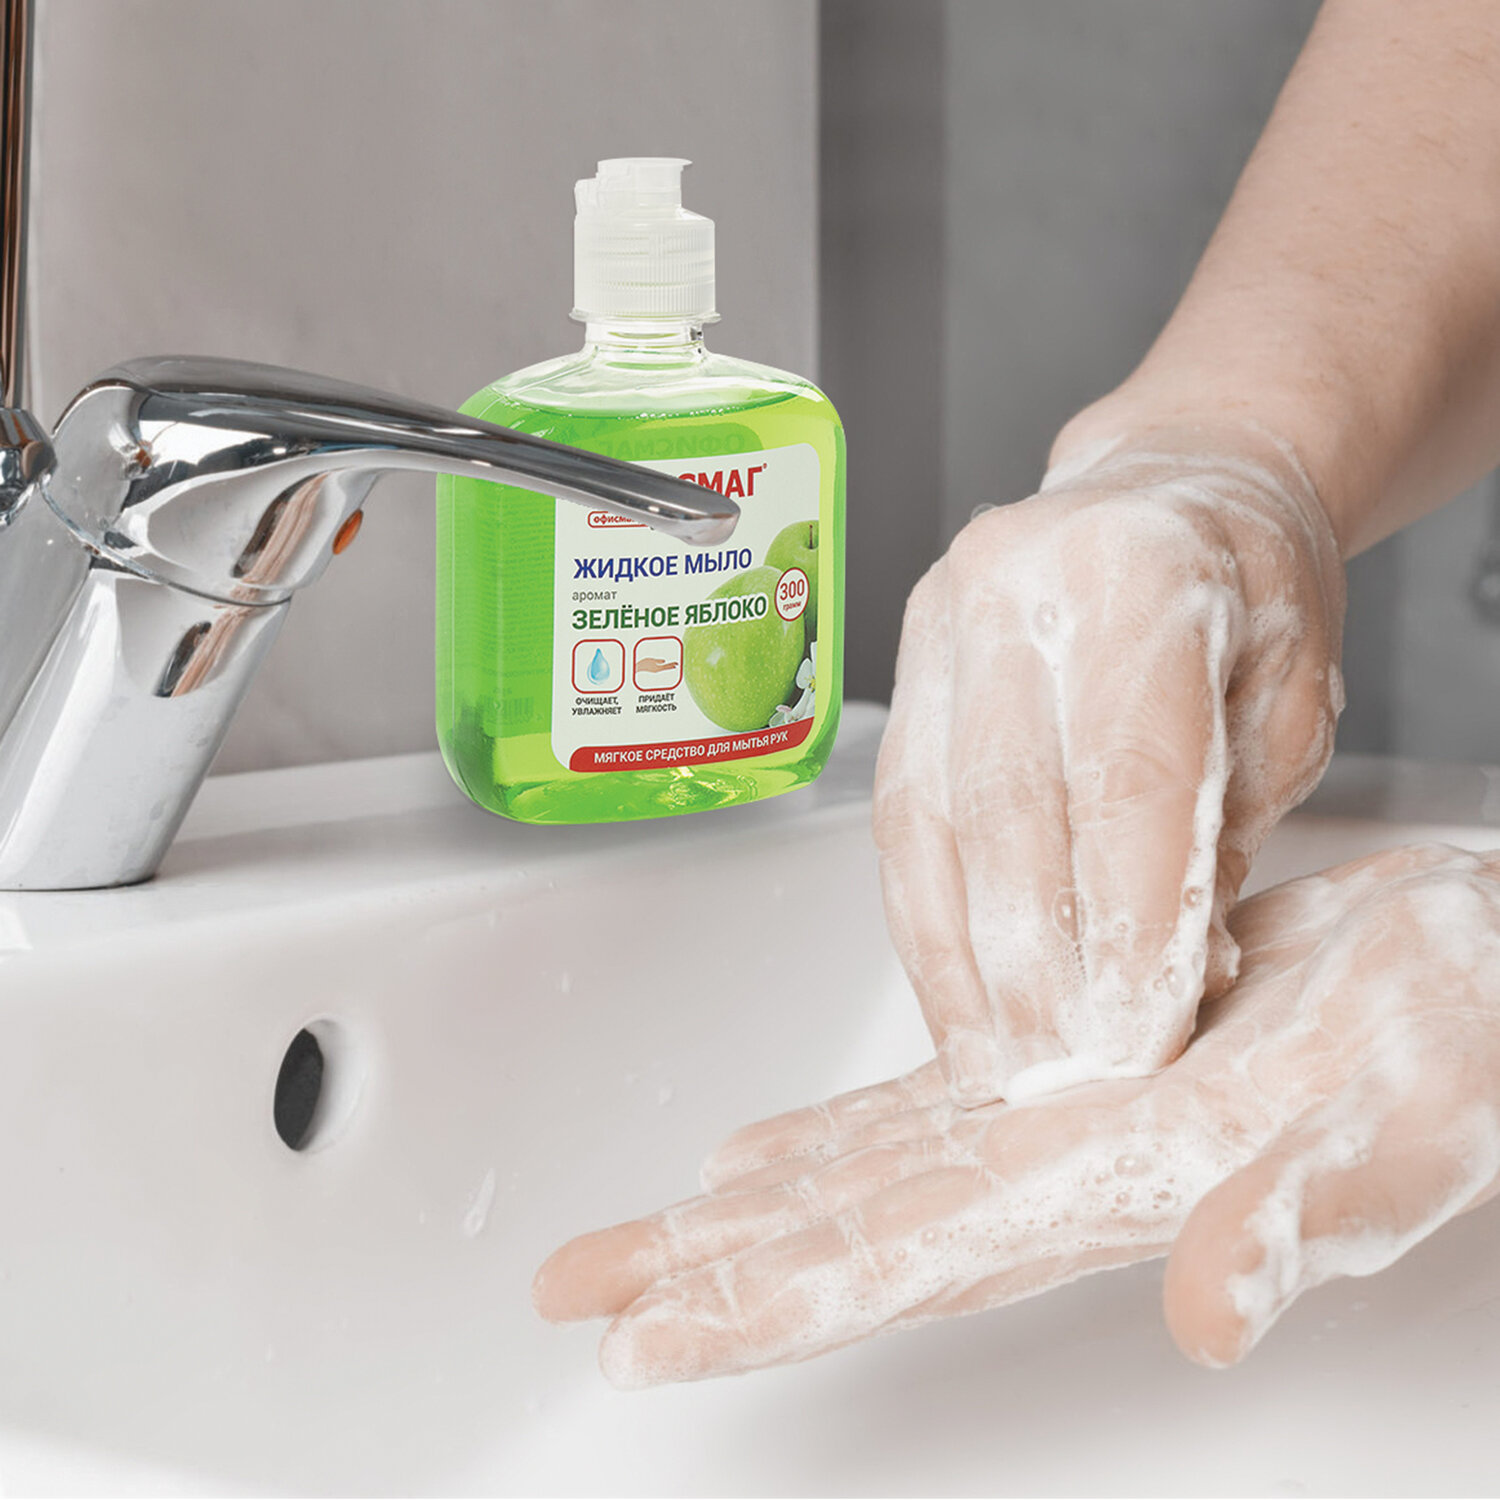 СМАГ®
ЖИДКОЕ МЫЛО
аромат
ЗЕЛЁНОЕ ЯБЛОКО
300
грамм
ОЧИЩАЕТ,
УВЛАЖНЯЕТ
ПРИДАЁТ
МЯГКОСТЬ
МЯГКОЕ СРЕДСТВО ДЛЯ МЫТЬЯ РУК